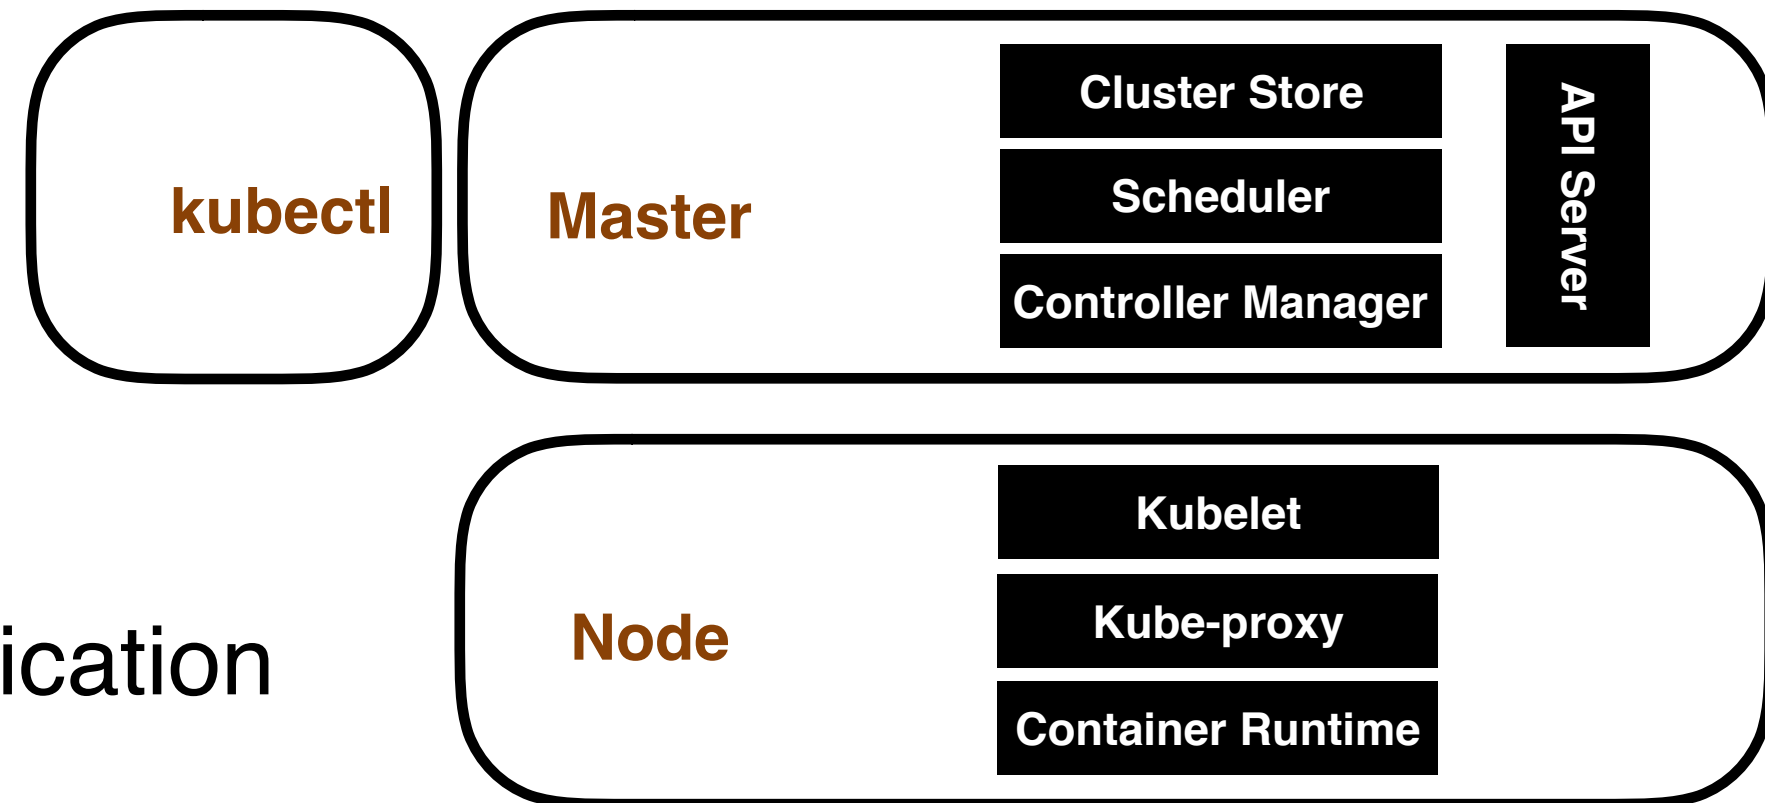 kubectl
Master
Cluster Store
Scheduler
Controller Manager
API Server
ication
Node
Kubelet
Kube-proxy
Container Runtime